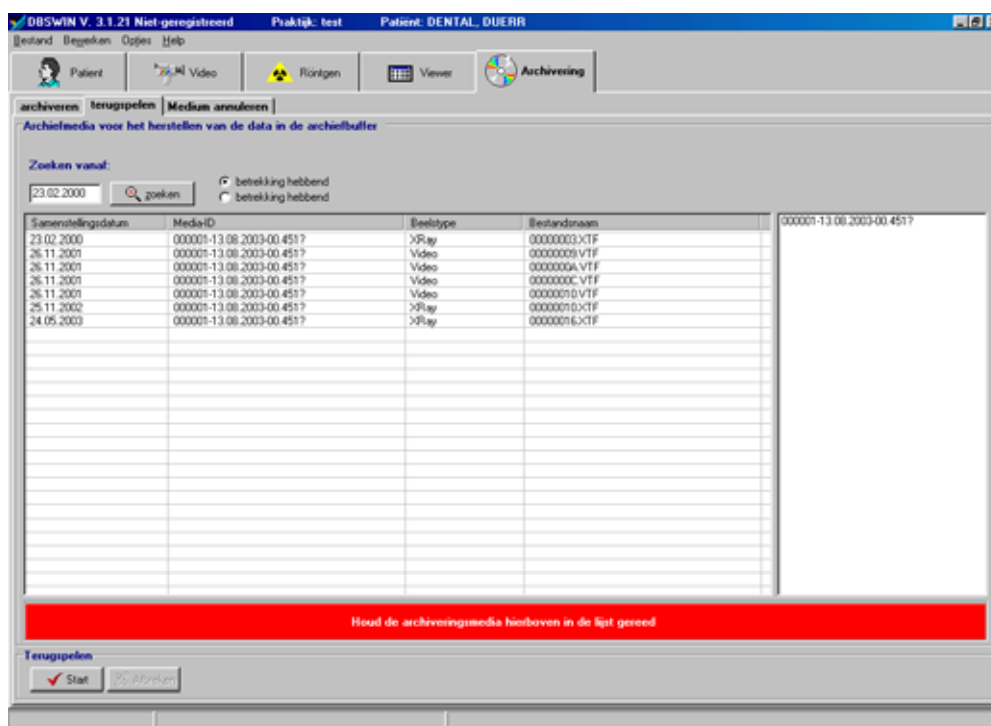 DBSWIN V. 3.1.21 Niet-geregistreerd Praktijk: test Patiënt: DENTAL, DUERR
Bestand Bewerken Opties Help
Patient Video Röntgen Viewer Archivering
archiveren terugspelen Medium annuleren
Archiefmedia voor het herstellen van de data in de archiefbuffer
Zoeken vanaf:
betrekking hebbend
23.02.2000 zoeken
betrekking hebbend
Samenstellingsdatum Media-ID Beeldtype Bestandsnaam 000001-13.08.2003-00.451?
23.02.2000 000001-13.08.2003-00.451? XRay 00000003.XTF
26.11.2001 000001-13.08.2003-00.451? Video 00000009.VTF
26.11.2001 000001-13.08.2003-00.451? Video 0000000A.VTF
26.11.2001 000001-13.08.2003-00.451? Video 0000000C.VTF
26.11.2001 000001-13.08.2003-00.451? Video 00000010.VTF
25.11.2002 000001-13.08.2003-00.451? XRay 00000010.XTF
24.05.2003 000001-13.08.2003-00.451? XRay 00000016.XTF
Houd de archiveringsmedia hierboven in de lijst gereed
Terugspelen
Start Afbreken